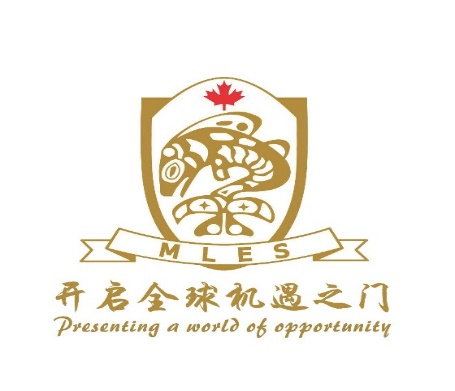 MLES
开启全球机遇之门
Presenting a world of opportunity